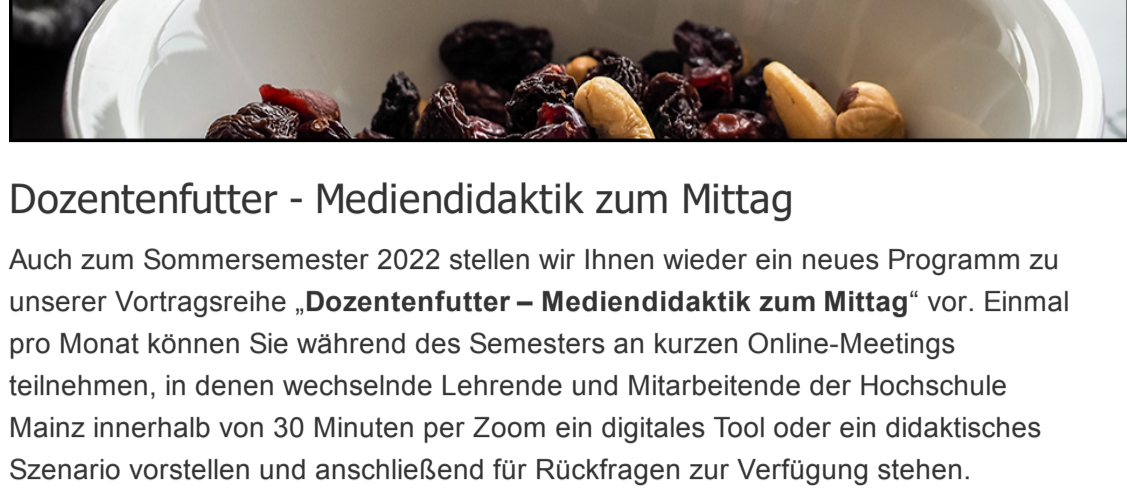 Dozentenfutter - Mediendidaktik zum Mittag
Auch zum Sommersemester 2022 stellen wir Ihnen wieder ein neues Programm zu
unserer Vortragsreihe „Dozentenfutter – Mediendidaktik zum Mittag“ vor. Einmal
pro Monat können Sie während des Semesters an kurzen Online-Meetings
teilnehmen, in denen wechselnde Lehrende und Mitarbeitende der Hochschule
Mainz innerhalb von 30 Minuten per Zoom ein digitales Tool oder ein didaktisches
Szenario vorstellen und anschließend für Rückfragen zur Verfügung stehen.